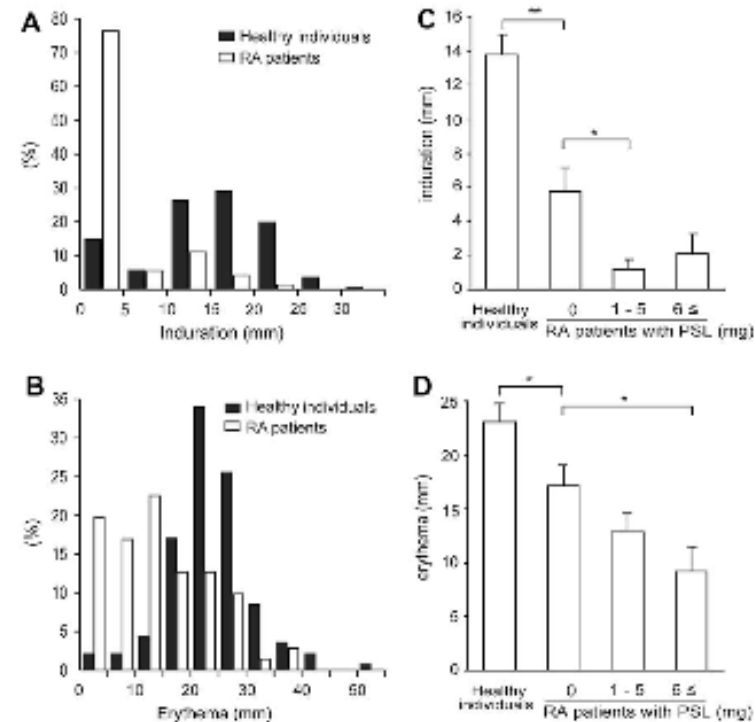 A
80
70
60
50
40
30
20
10
0
(%)
Healthy individuals
RA patients
0 5 10 10 20 20 30
Induration (mm)
B
35
30
25
20
15
10
5
0
(%)
Healthy individuals
RA patients
0 10 20 30 40 50
Erythema (mm)
C
16
14
12
10
8
6
4
2
0
induration (mm)
**
*
Healthy individuals
0 1 - 5 6 ≤
RA patients with PSL (mg)
D
25
20
15
10
5
0
erythema (mm)
*
*
Healthy individuals
0 1 - 5 6 ≤
RA patients with PSL (mg)